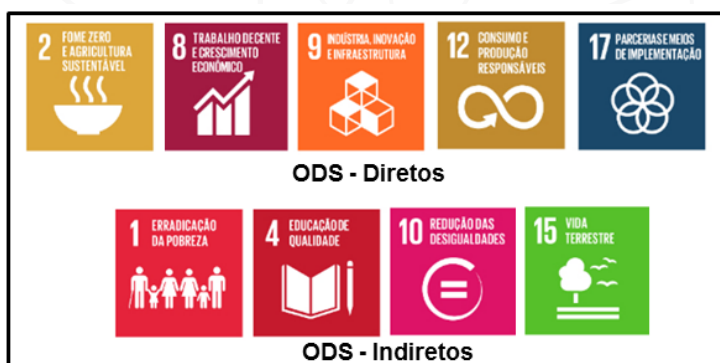 2 FOME ZERO
E AGRICULTURA
SUSTENTÁVEL
8 TRABALHO DECENTE
E CRESCIMENTO
ECONÔMICO
9 INDÚSTRIA, INOVAÇÃO
E INFRAESTRUTURA
12 CONSUMO E
PRODUÇÃO
RESPONSÁVEIS
17 PARCERIAS E MEIOS
DE IMPLEMENTAÇÃO
ODS - Diretos
1 ERRADICAÇÃO
DA POBREZA
4 EDUCAÇÃO DE
QUALIDADE
10 REDUÇÃO DAS
DESIGUALDADES
15 VIDA
TERRESTRE
ODS - Indiretos